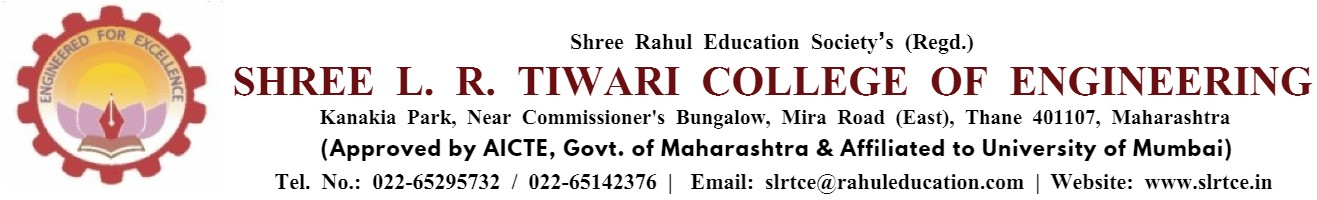 ENGINEERED FOR EXCELLENCE
Shree Rahul Education Society's (Regd.)
SHREE L. R. TIWARI COLLEGE OF ENGINEERING
Kanakia Park, Near Commissioner's Bungalow, Mira Road (East), Thane 401107, Maharashtra
(Approved by AICTE, Govt. of Maharashtra & Affiliated to University of Mumbai)
Tel. No.: 022-65295732 / 022-65142376 | Email: slrtce@rahuleducation.com | Website: www.slrtce.in